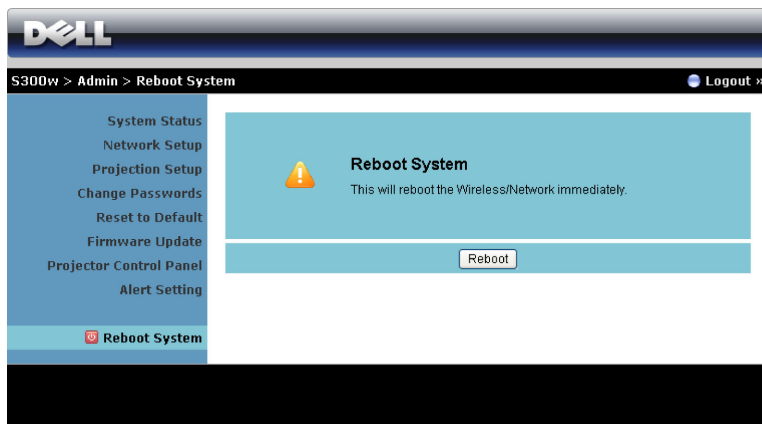 DELL
S300w > Admin > Reboot System
Logout »
System Status
Network Setup
Projection Setup
Change Passwords
Reset to Default
Firmware Update
Projector Control Panel
Alert Setting
Reboot System
Reboot System
This will reboot the Wireless/Network immediately.
Reboot